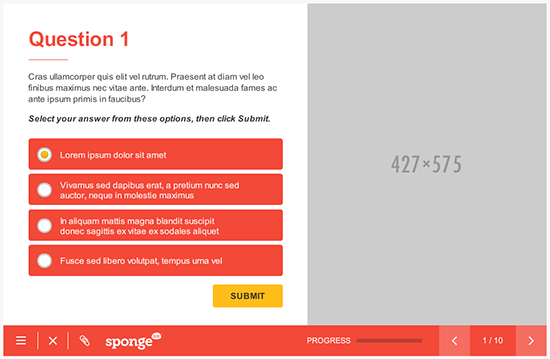 Question 1
Cras ullamcorper quis elit vel rutrum. Praesent at diam vel leo
finibus maximus nec vitae ante. Interdum et malesuada fames ac
ante ipsum primis in faucibus?
Select your answer from these options, then click Submit.
Lorem ipsum dolor sit amet
Vivamus sed dapibus erat, a pretium nunc sed
auctor, neque in molestie maximus
In aliquam mattis magna blandit suscipit
donec sagittis ex vitae ex sodales aliquet
Fusce sed libero volutpat, tempus urna vel
SUBMIT
427×575
sponge
PROGRESS
1 / 10